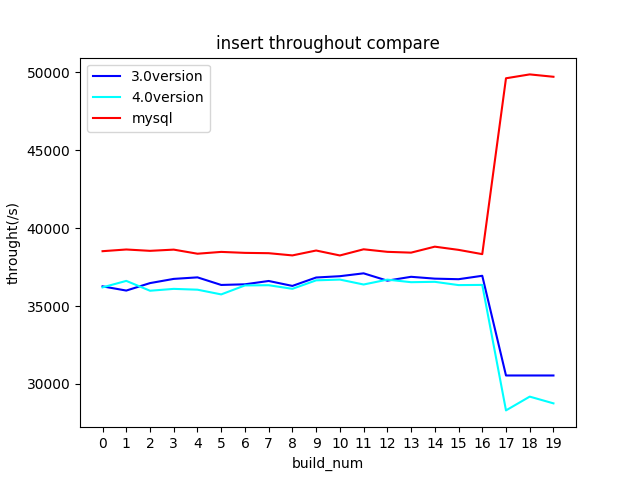 insert throughout compare
3.0version
4.0version
mysql
throught(/s)
50000
45000
40000
35000
30000
0 1 2 3 4 5 6 7 8 9 10 11 12 13 14 15 16 17 18 19
build_num